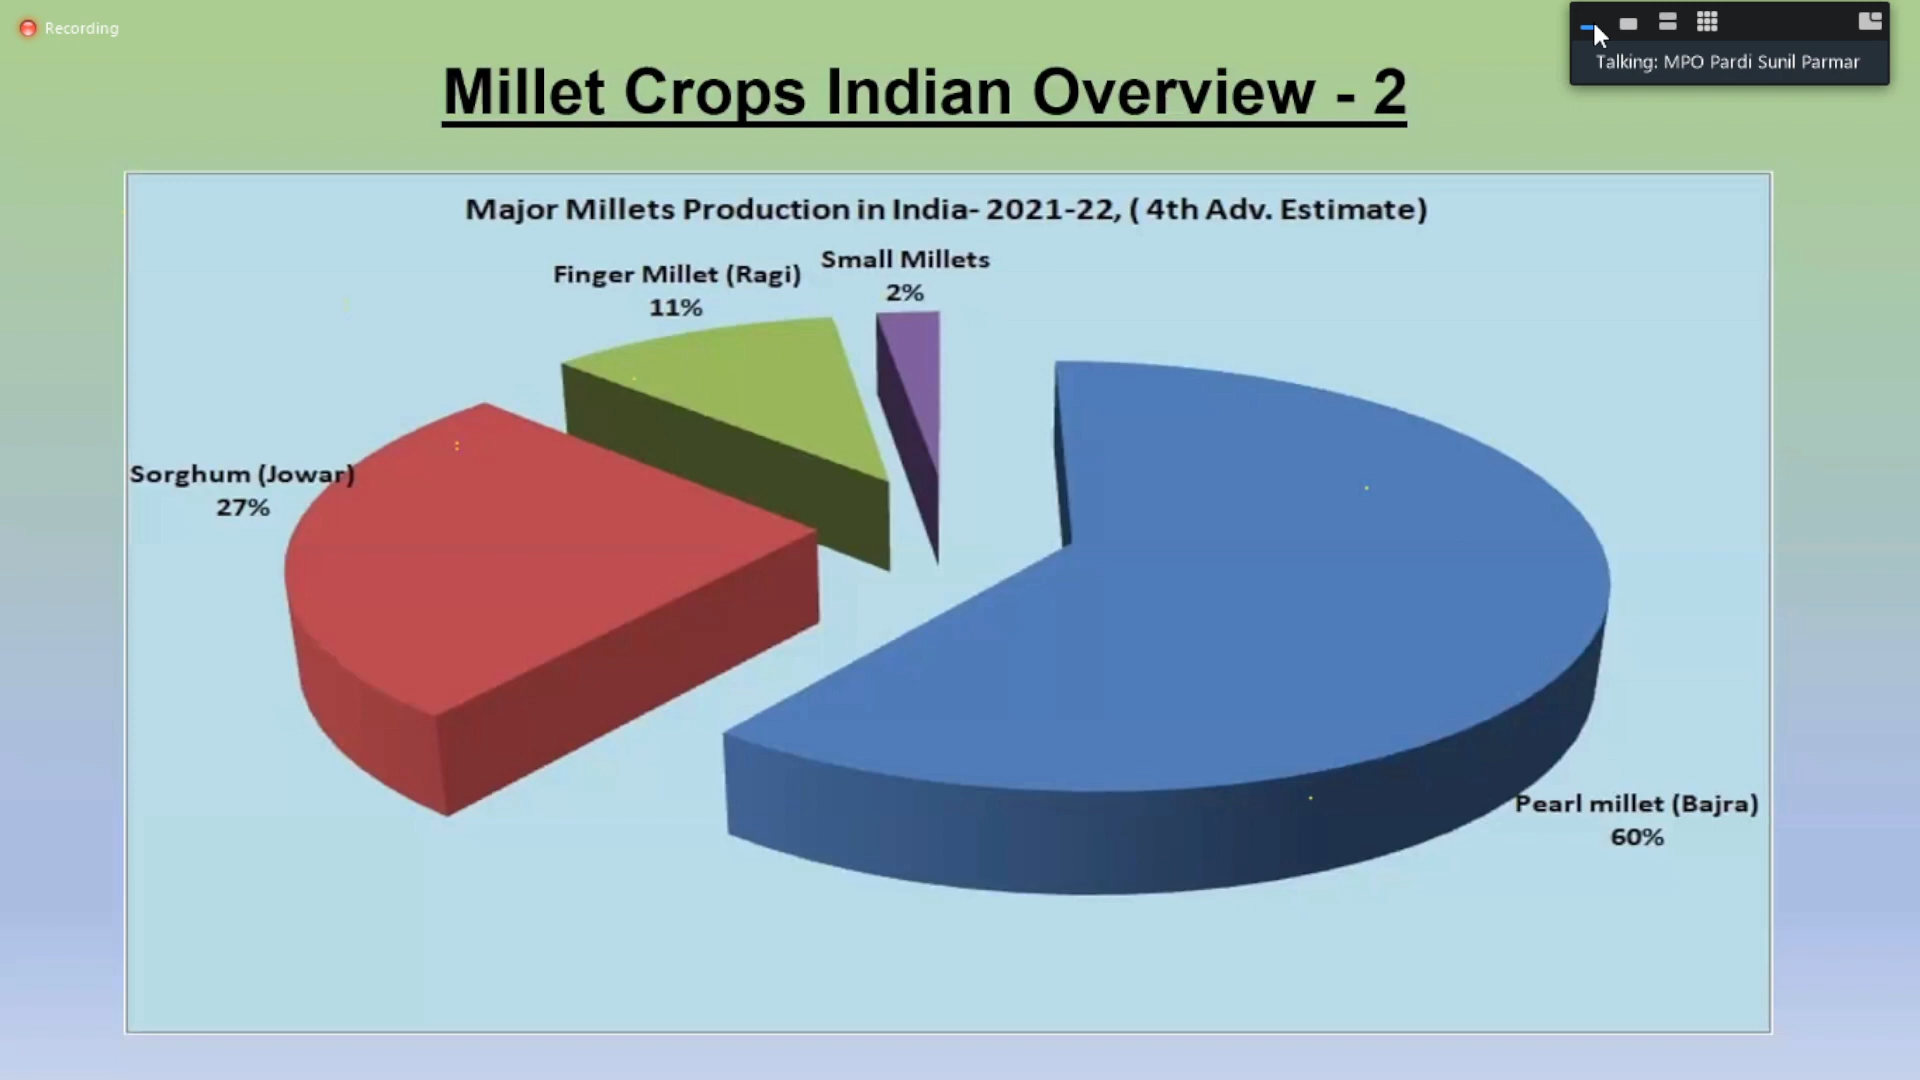 Recording
Talking: MPO Pardi Sunil Parmar
Millet Crops Indian Overview - 2
Major Millets Production in India- 2021-22, ( 4th Adv. Estimate)
Small Millets
2%
Finger Millet (Ragi)
11%
Sorghum (Jowar)
27%
Pearl millet (Bajra)
60%